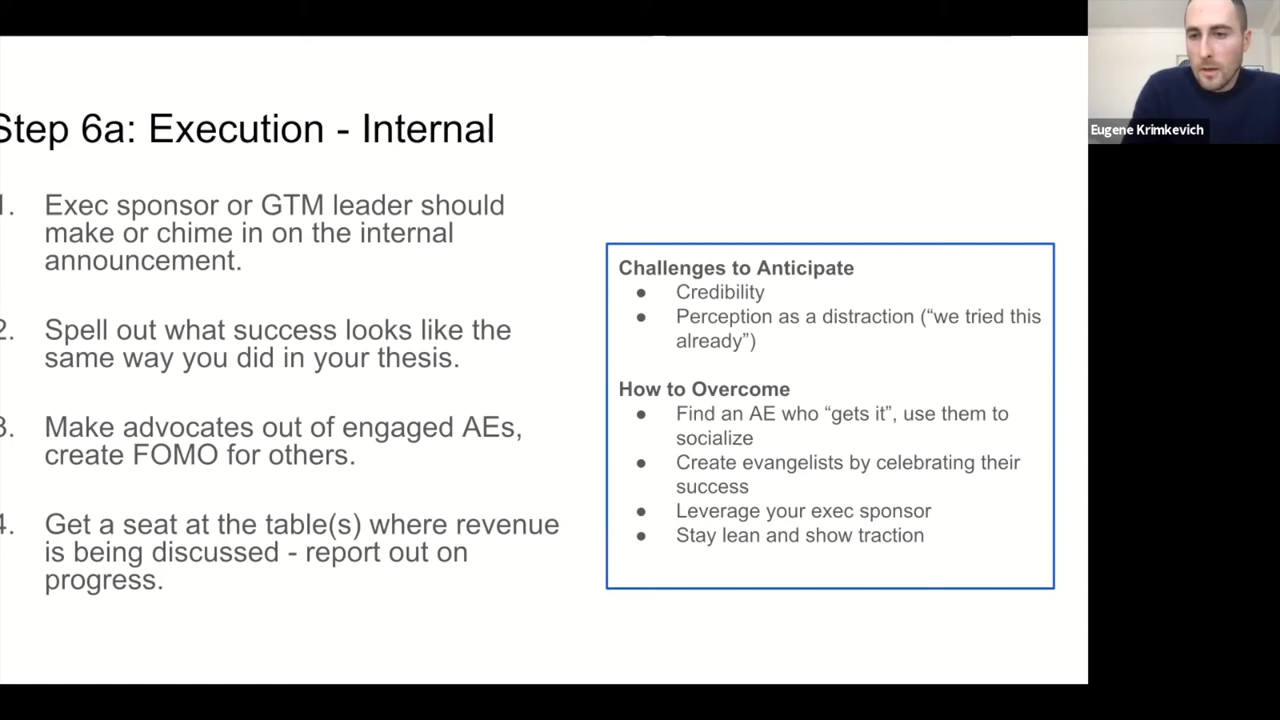 Step 6a: Execution - Internal
1. Exec sponsor or GTM leader should
make or chime in on the internal
announcement.
2. Spell out what success looks like the
same way you did in your thesis.
3. Make advocates out of engaged AEs,
create FOMO for others.
4. Get a seat at the table(s) where revenue
is being discussed - report out on
progress.
Challenges to Anticipate
● Credibility
● Perception as a distraction (“we tried this
already”)
How to Overcome
● Find an AE who “gets it”, use them to
socialize
● Create evangelists by celebrating their
success
● Leverage your exec sponsor
● Stay lean and show traction
Eugene Krimkevich